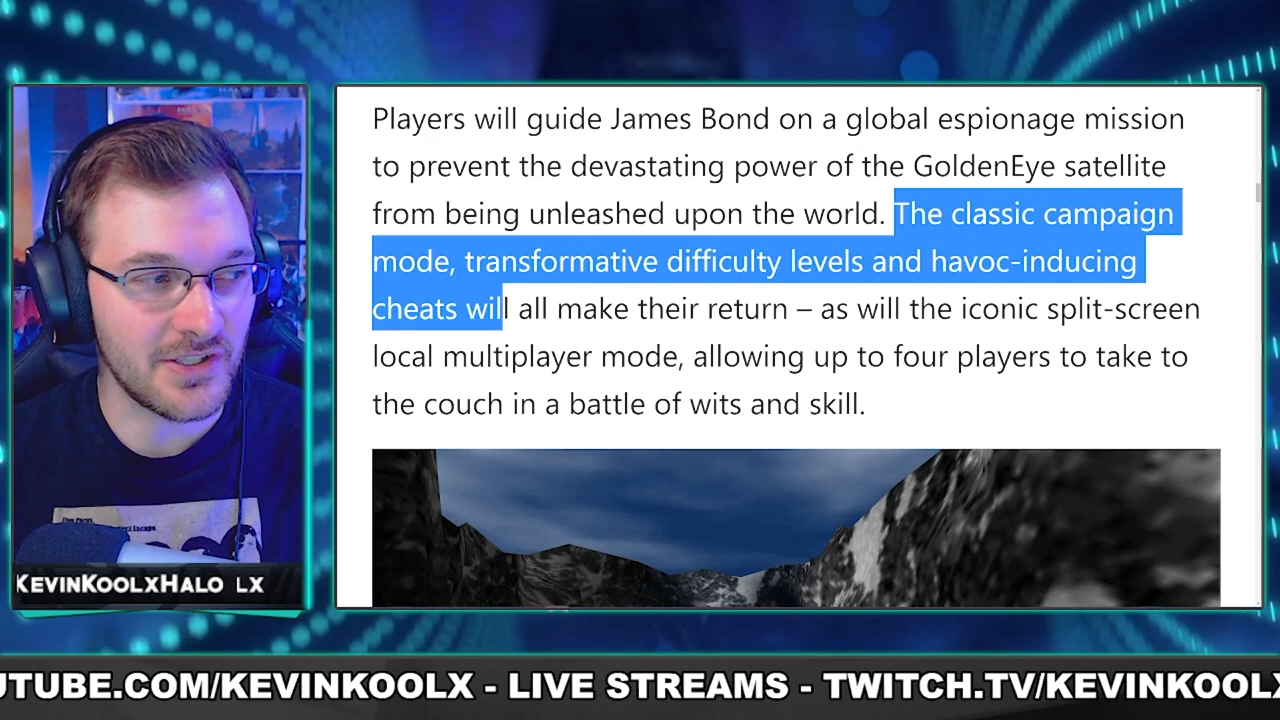 Players will guide James Bond on a global espionage mission
to prevent the devastating power of the GoldenEye satellite
from being unleashed upon the world. The classic campaign
mode, transformative difficulty levels and havoc-inducing
cheats will all make their return – as will the iconic split-screen
local multiplayer mode, allowing up to four players to take to
the couch in a battle of wits and skill.
Escape.
KEVINKOOLXHALO LX
UTUBE.COM/KEVINKOOLX - LIVE STREAMS - TWITCH.TV/KEVINKOOLX